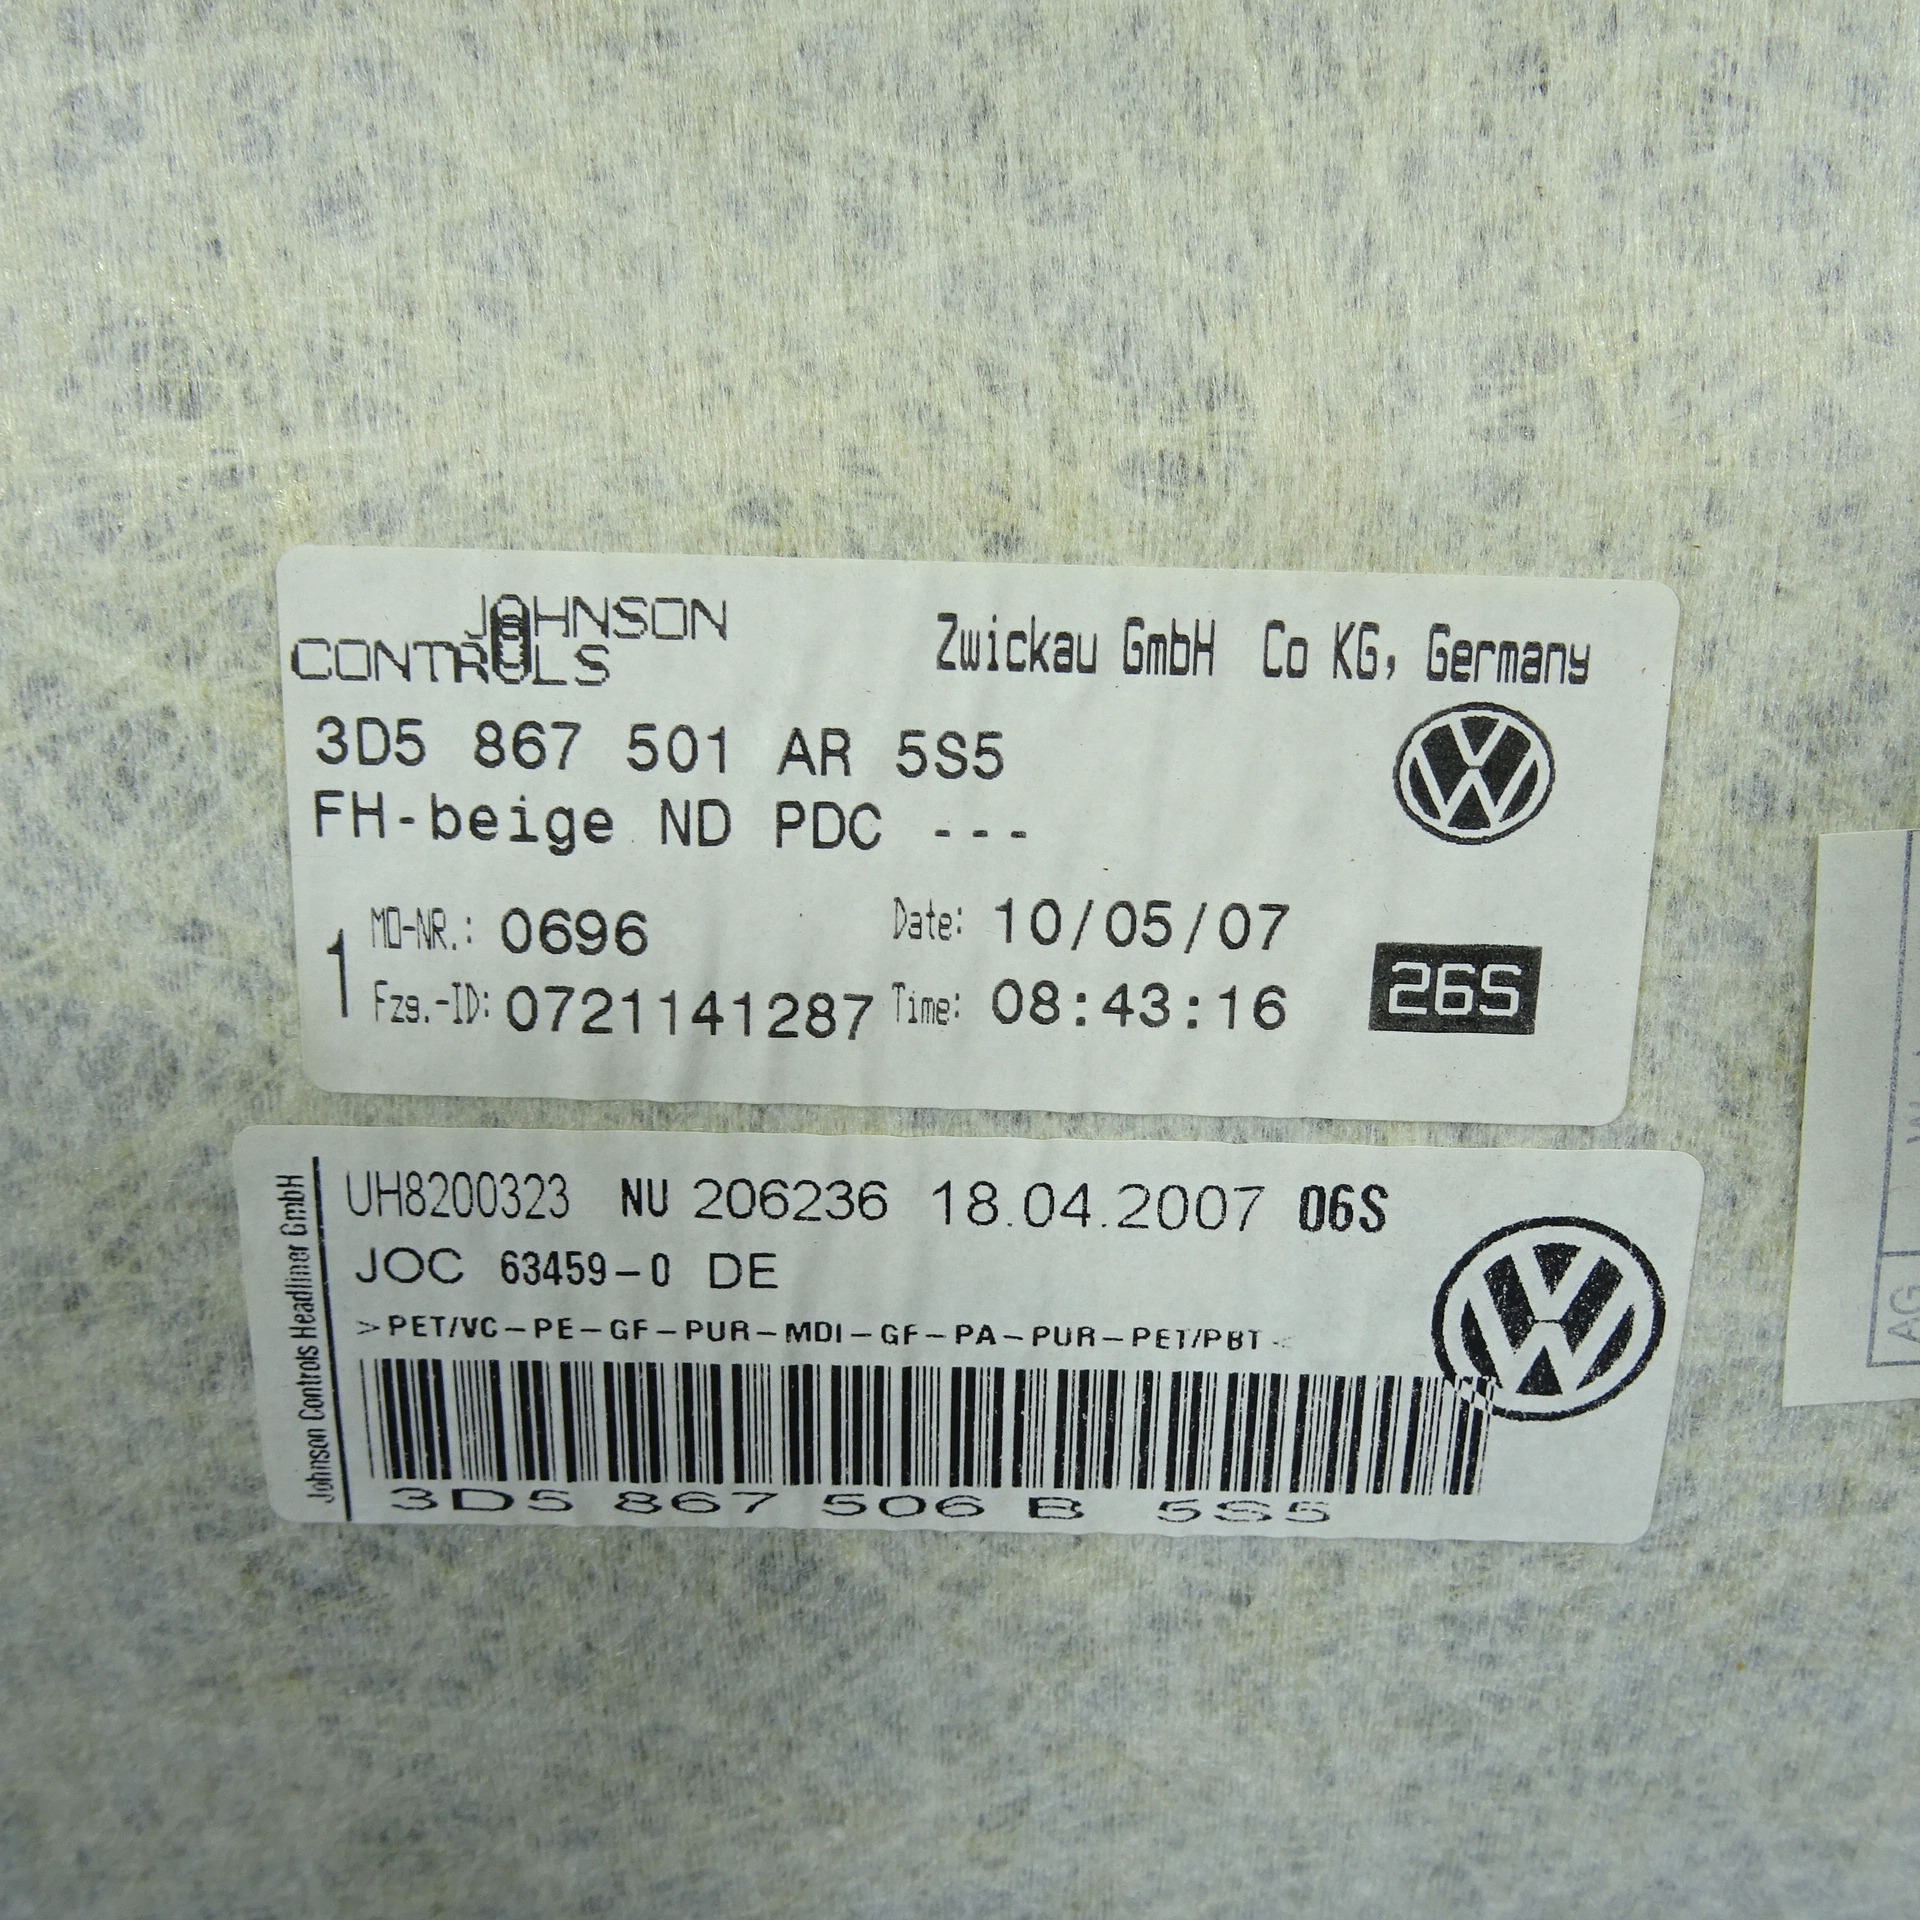 JOHNSON
CONTROLS
Zwickau GmbH Co KG, Germany
3D5 867 501 AR 5S5
FH-beige ND PDC ---
1
MO-NR.: 0696
Date: 10/05/07
Fzg.-ID: 0721141287
Time: 08:43:16
26S
Johnson Controls Headliner GmbH
UH8200323 NU 206236 18.04.2007 06S
JOC 63459-0 DE
>PET/VC-PE-GF-PUR-MDI-GF-PA-PUR-PET/PBT<
3D5 867 506 B 5S5
AG